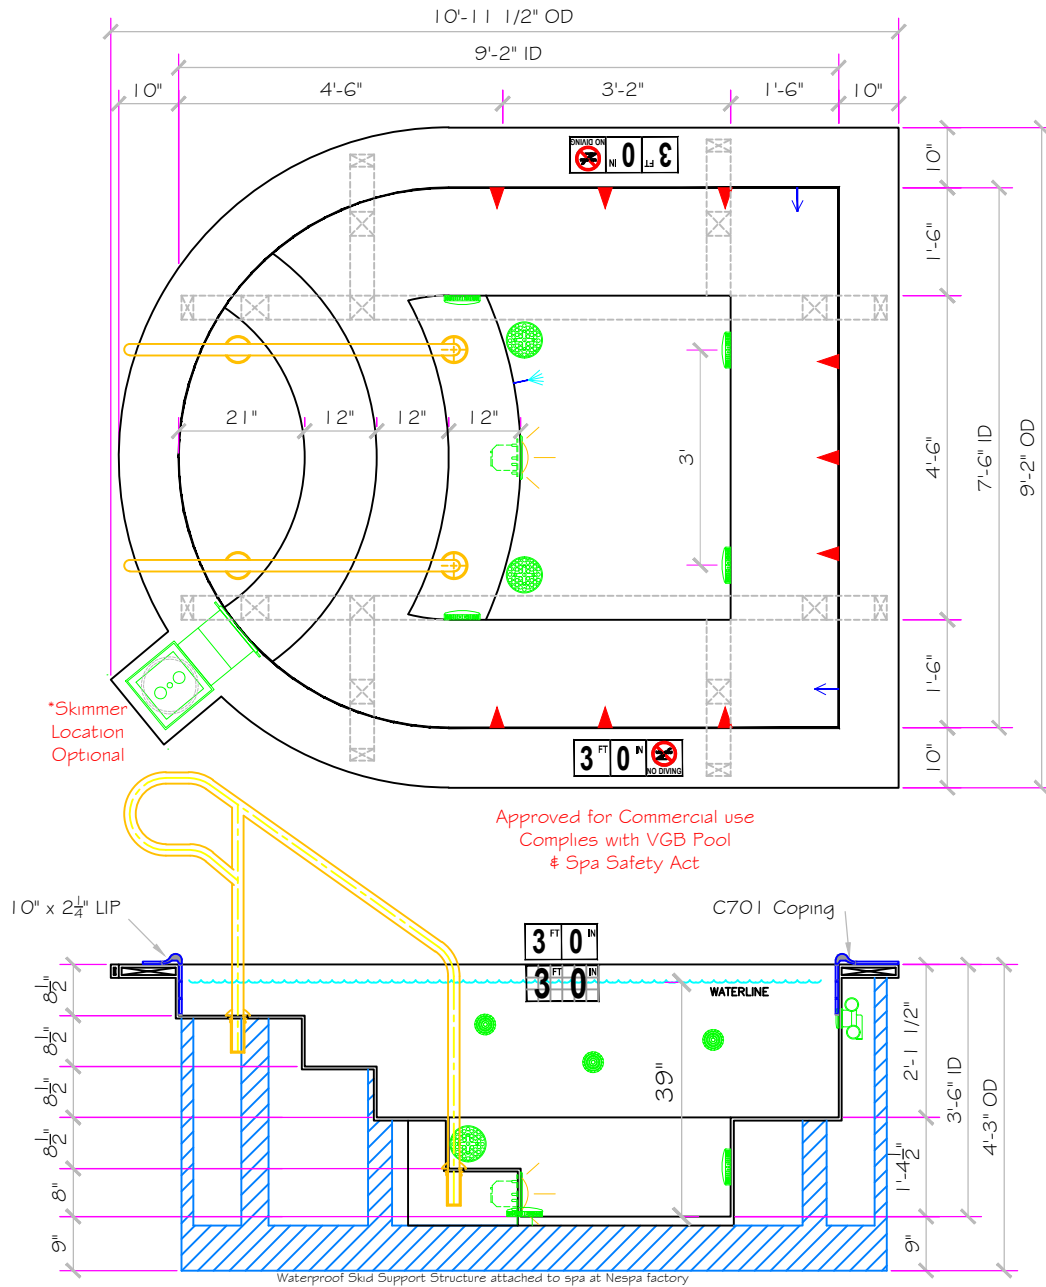 10'-11 1/2" OD
9'-2" ID
10"
4'-6"
3'-2"
1'-6"
10"
NO DIVING
0 IN
3 FT
10"
1'-6"
21"
12"
12"
12"
3'
4'-6"
7'-6" ID
9'-2" OD
1'-6"
10"
*Skimmer
Location
Optional
3 FT 0 IN
NO DIVING
Approved for Commercial use
Complies with VGB Pool
& Spa Safety Act
10" x 2 1/4" LIP
C701 Coping
3 FT 0 IN
3 FT 0 IN
WATERLINE
8 1/2"
8 1/2"
8 1/2"
8 1/2"
8"
9"
39"
2'-1 1/2"
1'-4 1/2"
9"
3'-6" ID
4'-3" OD
Waterproof Skid Support Structure attached to spa at Nespa factory